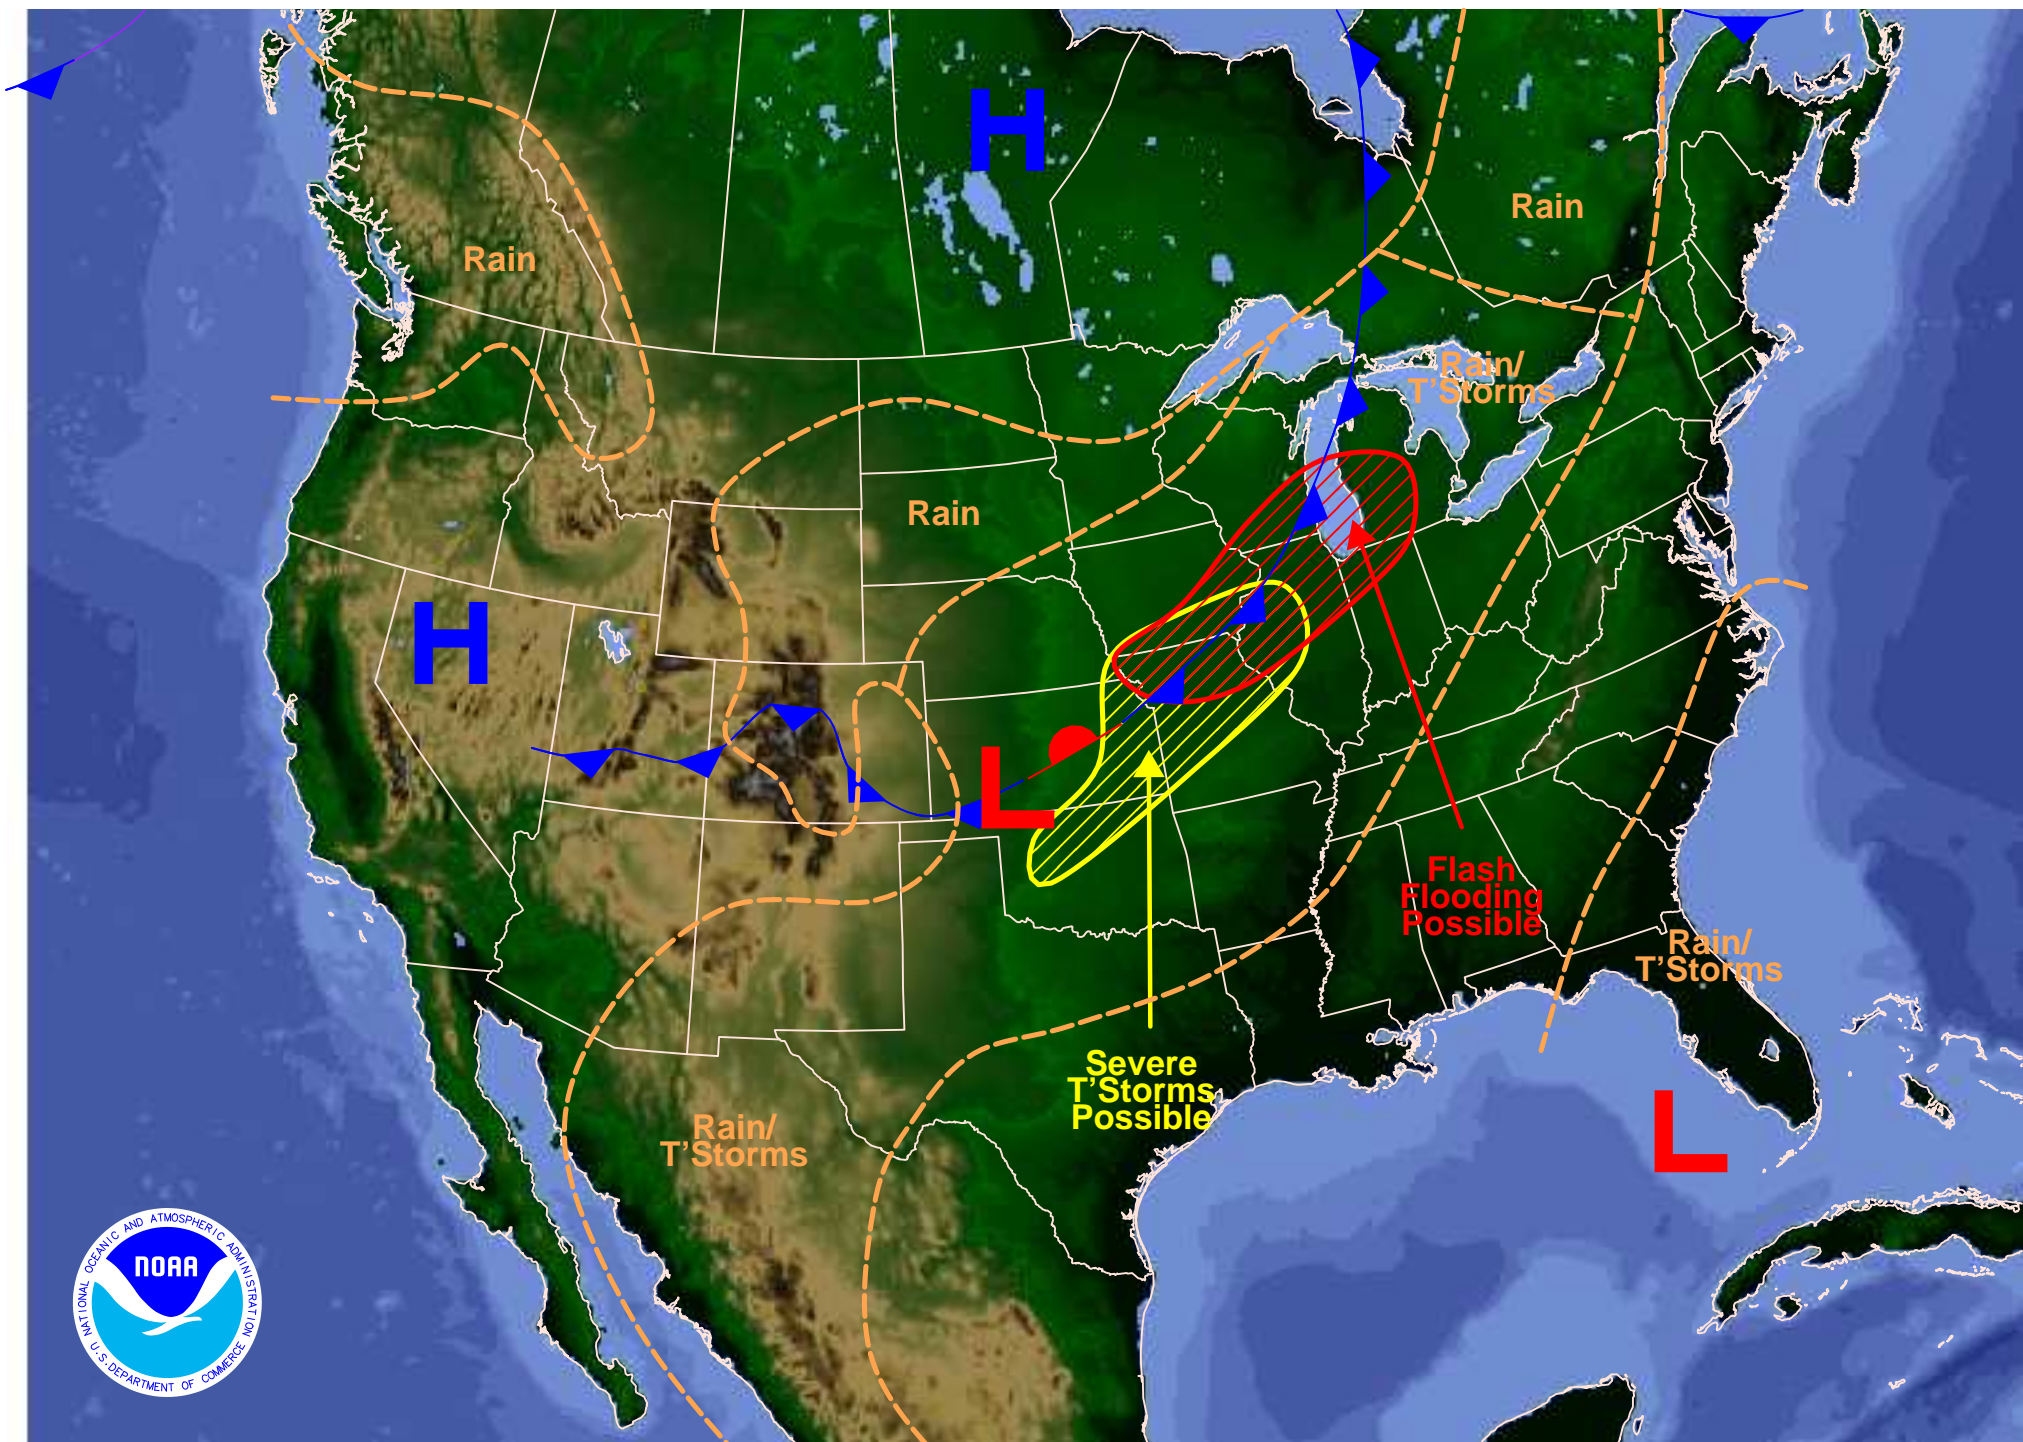 H
Rain
Rain
Rain/
T'Storms
Rain
H
L
Flash
Flooding
Possible
Rain/
T'Storms
Severe
T'Storms
Possible
Rain/
T'Storms
L
NATIONAL OCEANIC AND ATMOSPHERIC ADMINISTRATION
NOAA
U.S. DEPARTMENT OF COMMERCE